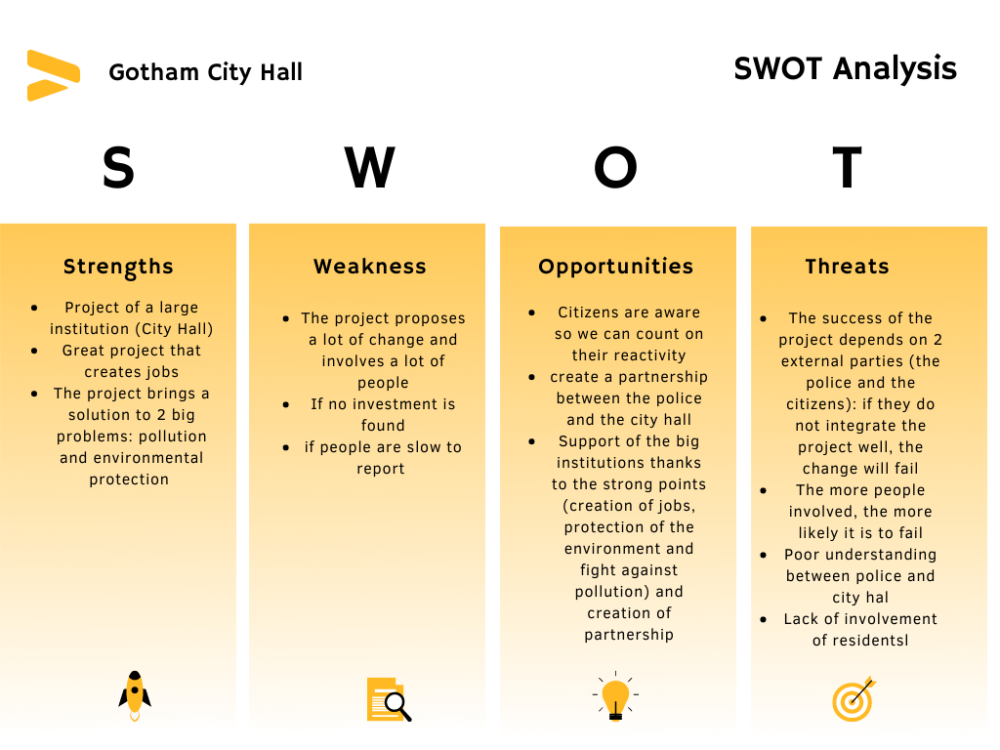 Gotham City Hall
SWOT Analysis
S
W
O
T
Strengths
• Project of a large
institution (City Hall)
• Great project that
creates jobs
• The project brings a
solution to 2 big
problems: pollution
and environmental
protection
Weakness
• The project proposes
a lot of change and
involves a lot of
people
• If no investment is
found
• if people are slow to
report
Opportunities
• Citizens are aware
so we can count on
their reactivity
• create a partnership
between the police
and the city hall
• Support of the big
institutions thanks
to the strong points
(creation of jobs,
protection of the
environment and
fight against
pollution) and
creation of
partnership
Threats
• The success of the
project depends on 2
external parties (the
police and the
citizens): if they do
not integrate the
project well, the
change will fail
• The more people
involved, the more
likely it is to fail
• Poor understanding
between police and
city hal
• Lack of involvement
of residentsl